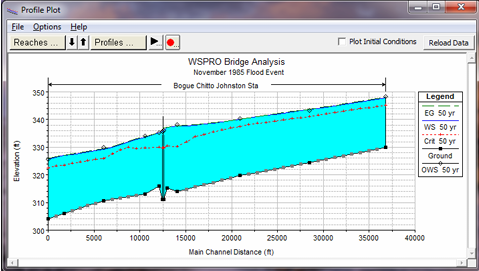 Profile Plot
File Options Help
Reaches ... Profiles ... Plot Initial Conditions Reload Data
WSPRO Bridge Analysis
November 1985 Flood Event
Bogue Chitto Johnston Sta
Legend
EG 50 yr
WS 50 yr
Crit 50 yr
Ground
OWS 50 yr
Elevation (ft)
350
340
330
320
310
300
0 5000 10000 15000 20000 25000 30000 35000 40000
Main Channel Distance (ft)